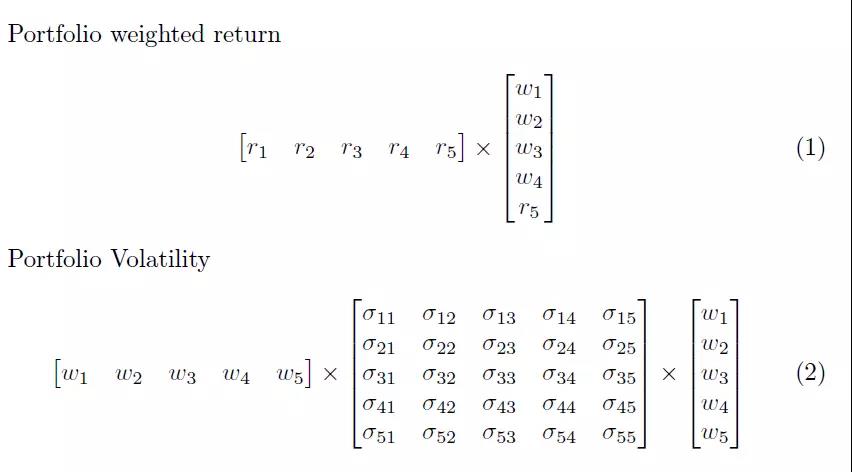 Portfolio weighted return
[r₁ r₂ r₃ r₄ r₅] × [w₁ w₂ w₃ w₄ r₅] (1)
Portfolio Volatility
[w₁ w₂ w₃ w₄ w₅] × [σ₁₁ σ₁₂ σ₁₃ σ₁₄ σ₁₅
σ₂₁ σ₂₂ σ₂₃ σ₂₄ σ₂₅
σ₃₁ σ₃₂ σ₃₃ σ₃₄ σ₃₅
σ₄₁ σ₄₂ σ₄₃ σ₄₄ σ₄₅
σ₅₁ σ₅₂ σ₅₃ σ₅₄ σ₅₅] × [w₁ w₂ w₃ w₄ w₅] (2)